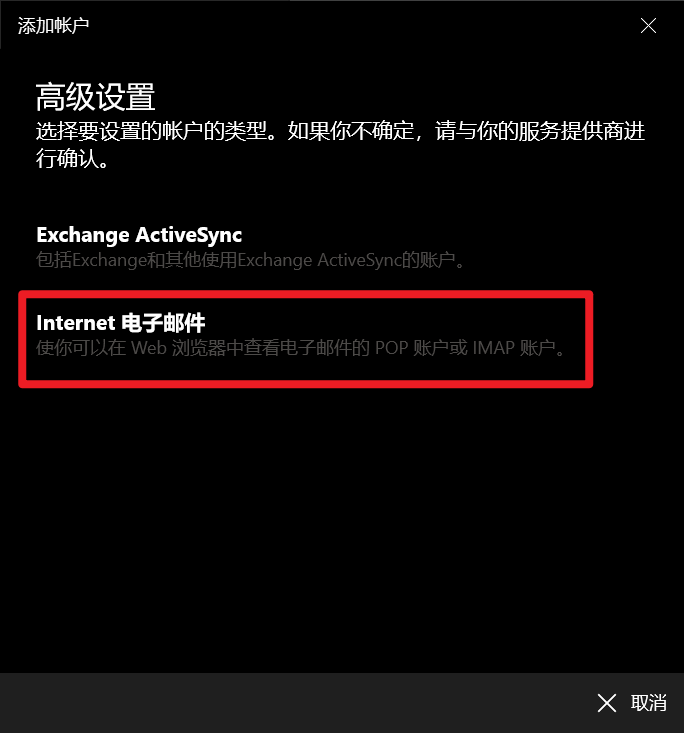 添加帐户
高级设置
选择要设置的帐户的类型。如果你不确定，请与你的服务提供商进
行确认。
Exchange ActiveSync
包括Exchange和其他使用Exchange ActiveSync的账户。
Internet 电子邮件
使你可以在 Web 浏览器中查看电子邮件的 POP 账户或 IMAP 账户。
取消